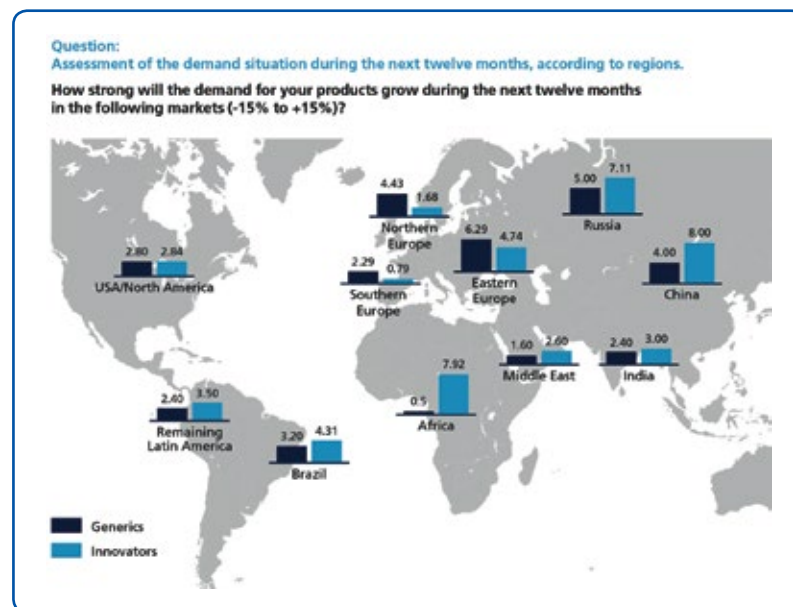 Question:
Assessment of the demand situation during the next twelve months, according to regions.
How strong will the demand for your products grow during the next twelve months
in the following markets (-15% to +15%)?
4.43 1.68
Northern
Europe
5.00 7.11
Russia
6.29 4.74
Eastern
Europe
2.80 2.84
USA/North America
2.29 0.79
Southern
Europe
4.00 8.00
China
1.60 2.60
Middle East
2.40 3.00
India
0.5 7.92
Africa
2.40 3.50
Remaining
Latin America
3.20 4.31
Brazil
Generics
Innovators